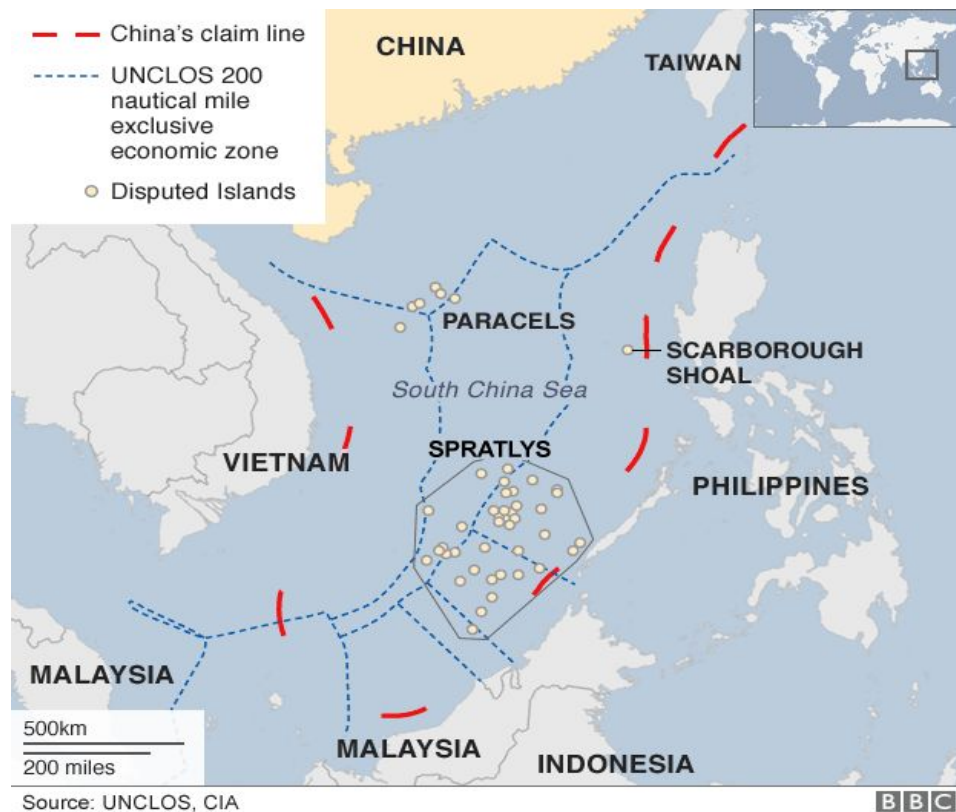 China's claim line
UNCLOS 200
nautical mile
exclusive
economic zone
Disputed Islands
CHINA
TAIWAN
PARACELS
SCARBOROUGH
SHOAL
South China Sea
SPRATLYS
VIETNAM
PHILIPPINES
MALAYSIA
500km
200 miles
MALAYSIA
INDONESIA
Source: UNCLOS, CIA
BBC